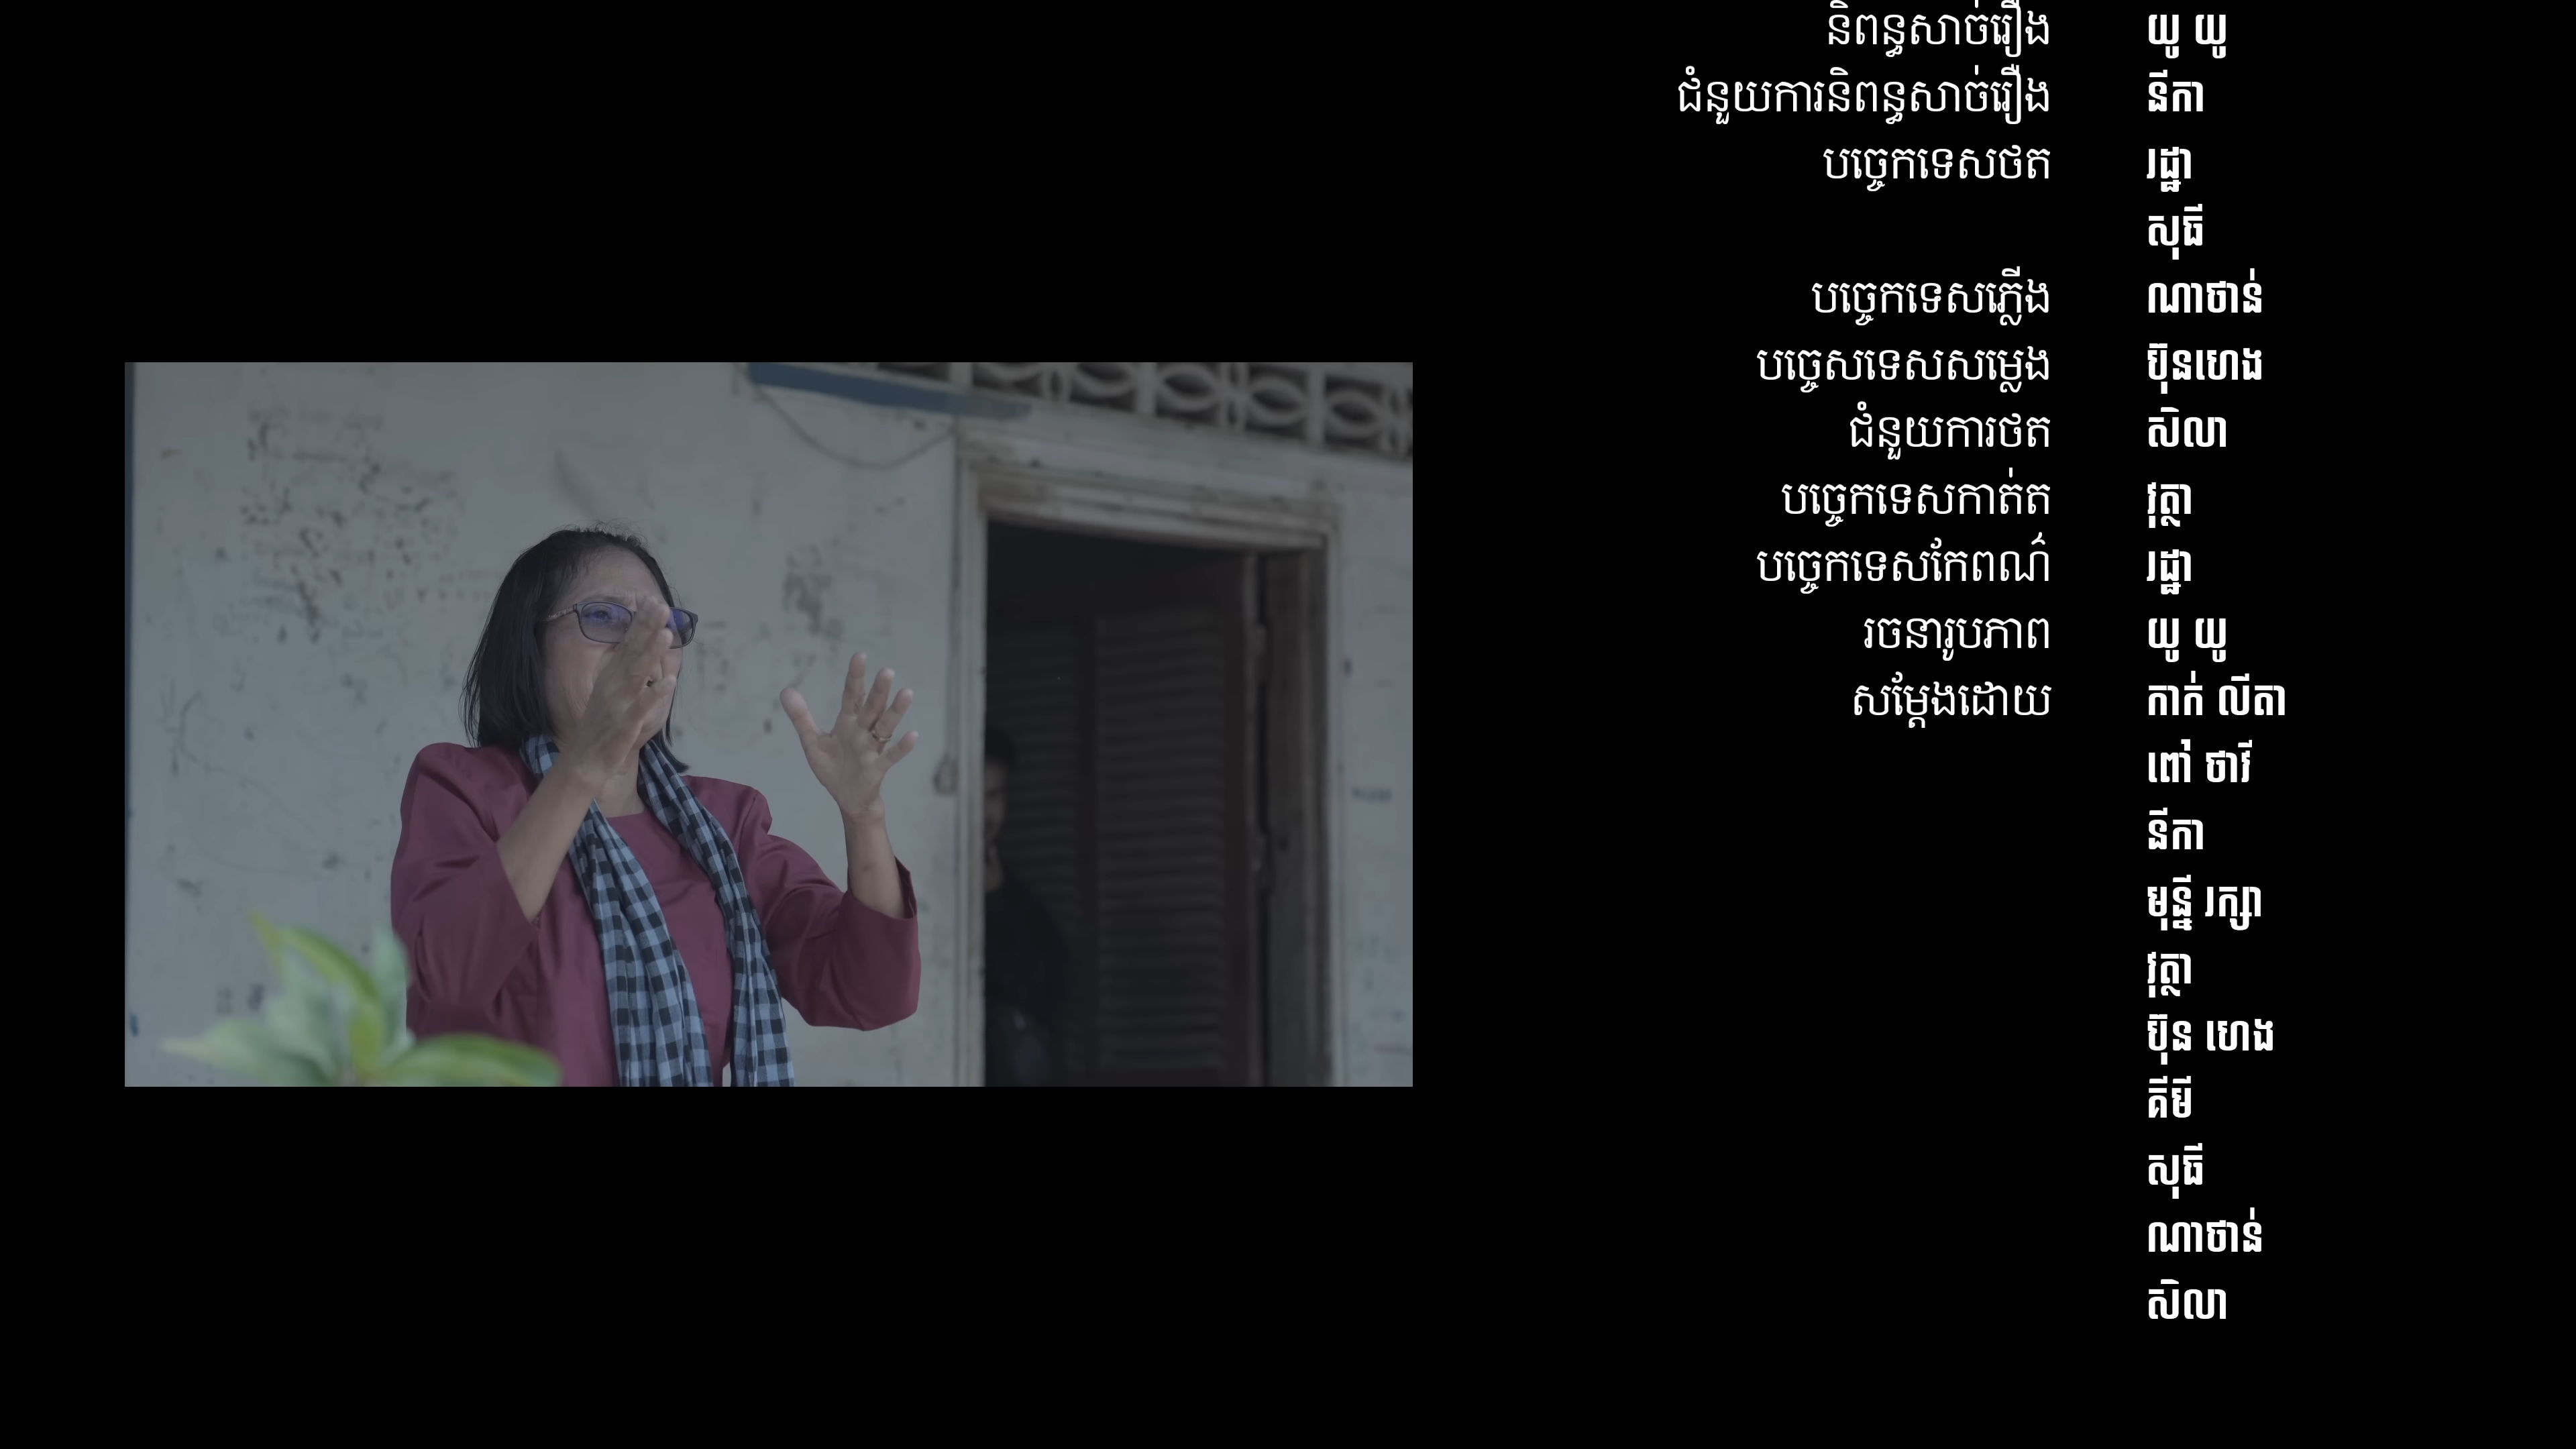 និពន្ធសាច់រឿង យូ យូ
ជំនួយការនិពន្ធសាច់រឿង នីកា
បច្ចេកទេសថត រដ្ឋា
សុធី
បច្ចេកទេសភ្លើង ណាថាន់
បច្ចេសទេសសម្លេង ប៊ុនហេង
ជំនួយការថត សិលា
បច្ចេកទេសកាត់ត វុត្ថា
បច្ចេកទេសកែពណ៌ រដ្ឋា
រចនារូបភាព យូ យូ
សម្ដែងដោយ កាក់ លីតា
ពៅ ថាវី
នីកា
មុន្នី រក្សា
វុត្ថា
ប៊ុន ហេង
គីមី
សុធី
ណាថាន់
សិលា